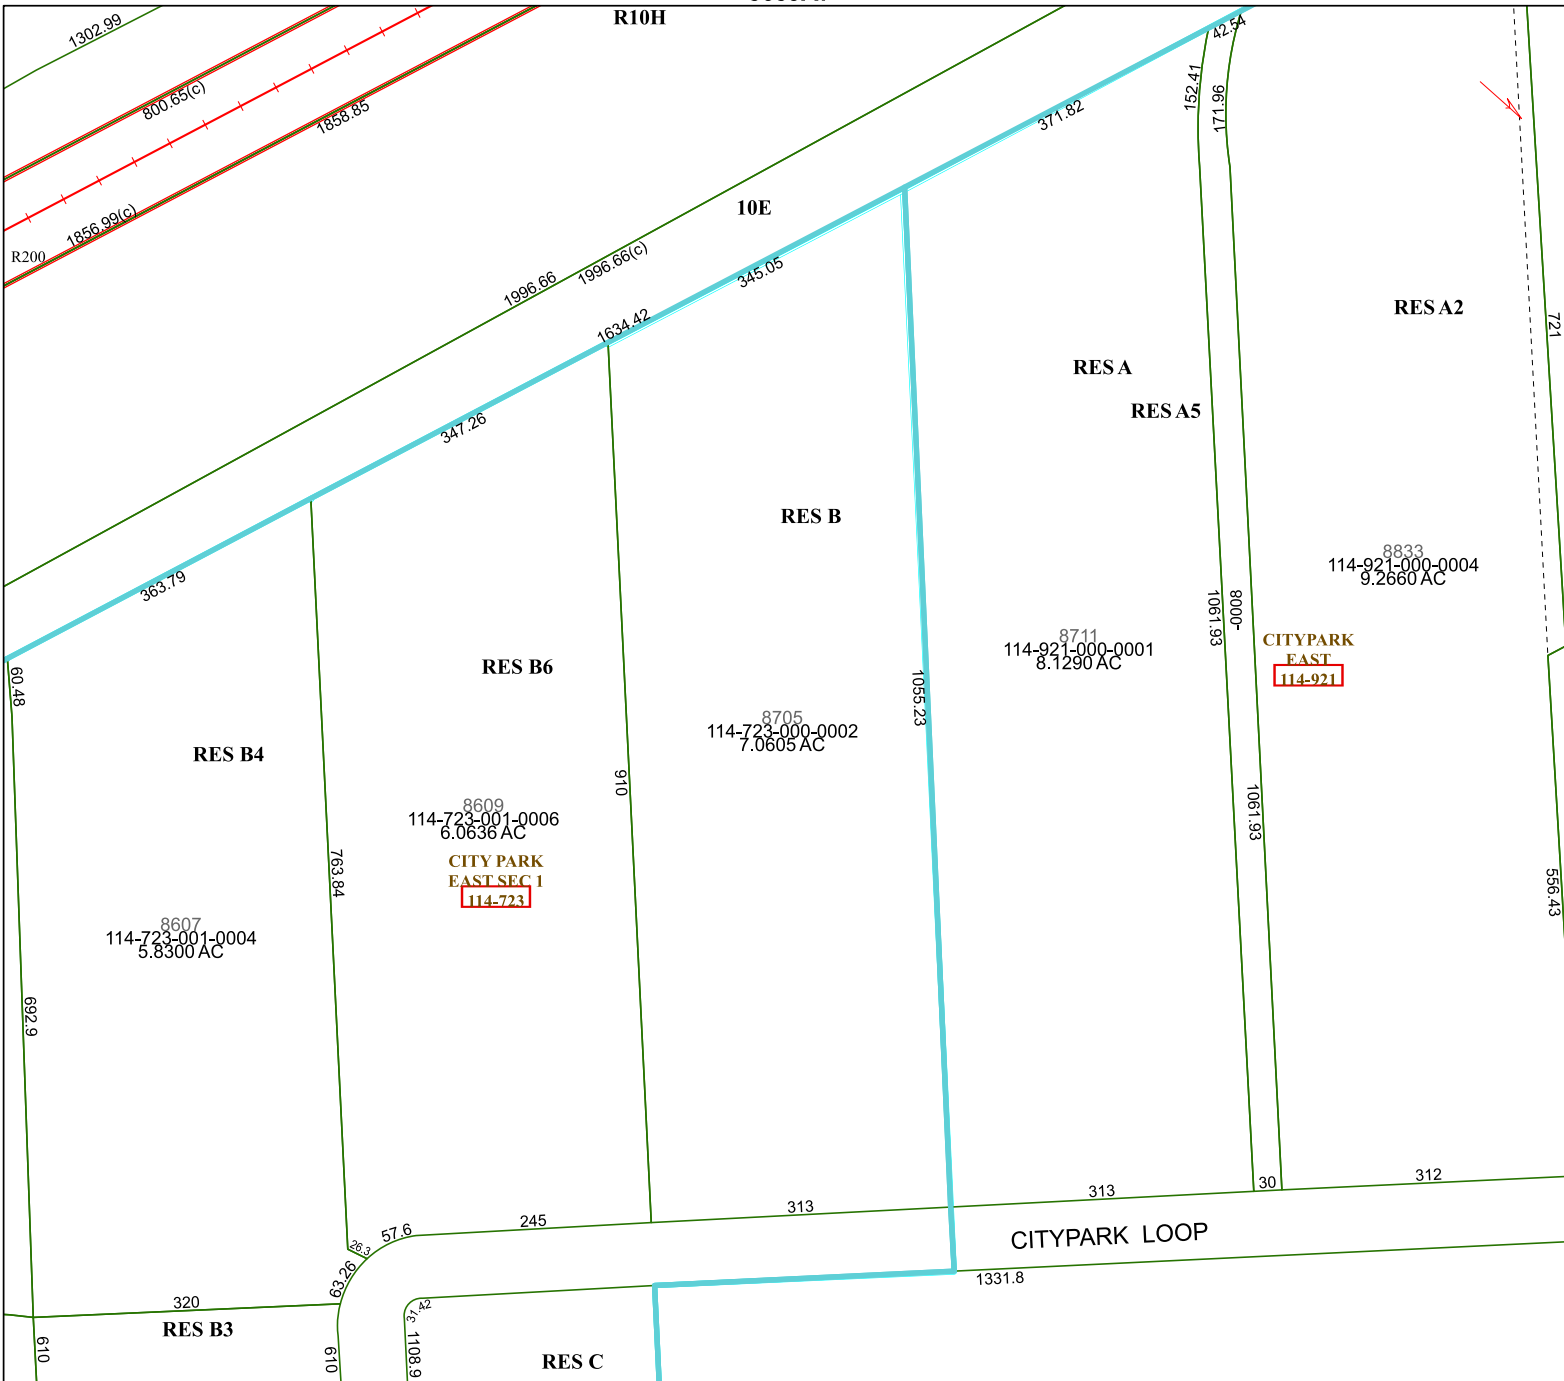 R10H
1302.99
42.54
800.65(c)
1858.85
152.41
171.96
371.82
1856.99(c)
R200
10E
1996.66
1996.66(c)
345.05
1634.42
RES A2
721
RES A
RES A5
347.26
RES B
363.79
8833
114-921-000-0004
9.2660 AC
1061.93
8000-
8711
114-921-000-0001
8.1290 AC
CITYPARK
EAST
114-921
60.48
RES B6
1055.23
8705
114-723-000-0002
7.0605 AC
RES B4
910
8609
114-723-001-0006
6.0636 AC
1061.93
CITY PARK
EAST SEC 1
114-723
763.84
556.43
8607
114-723-001-0004
5.8300 AC
692.9
312
30
313
313
245
57.6
CITYPARK LOOP
26.3
63.26
1331.8
320
31.42
RES B3
610
610
1108.9
RES C